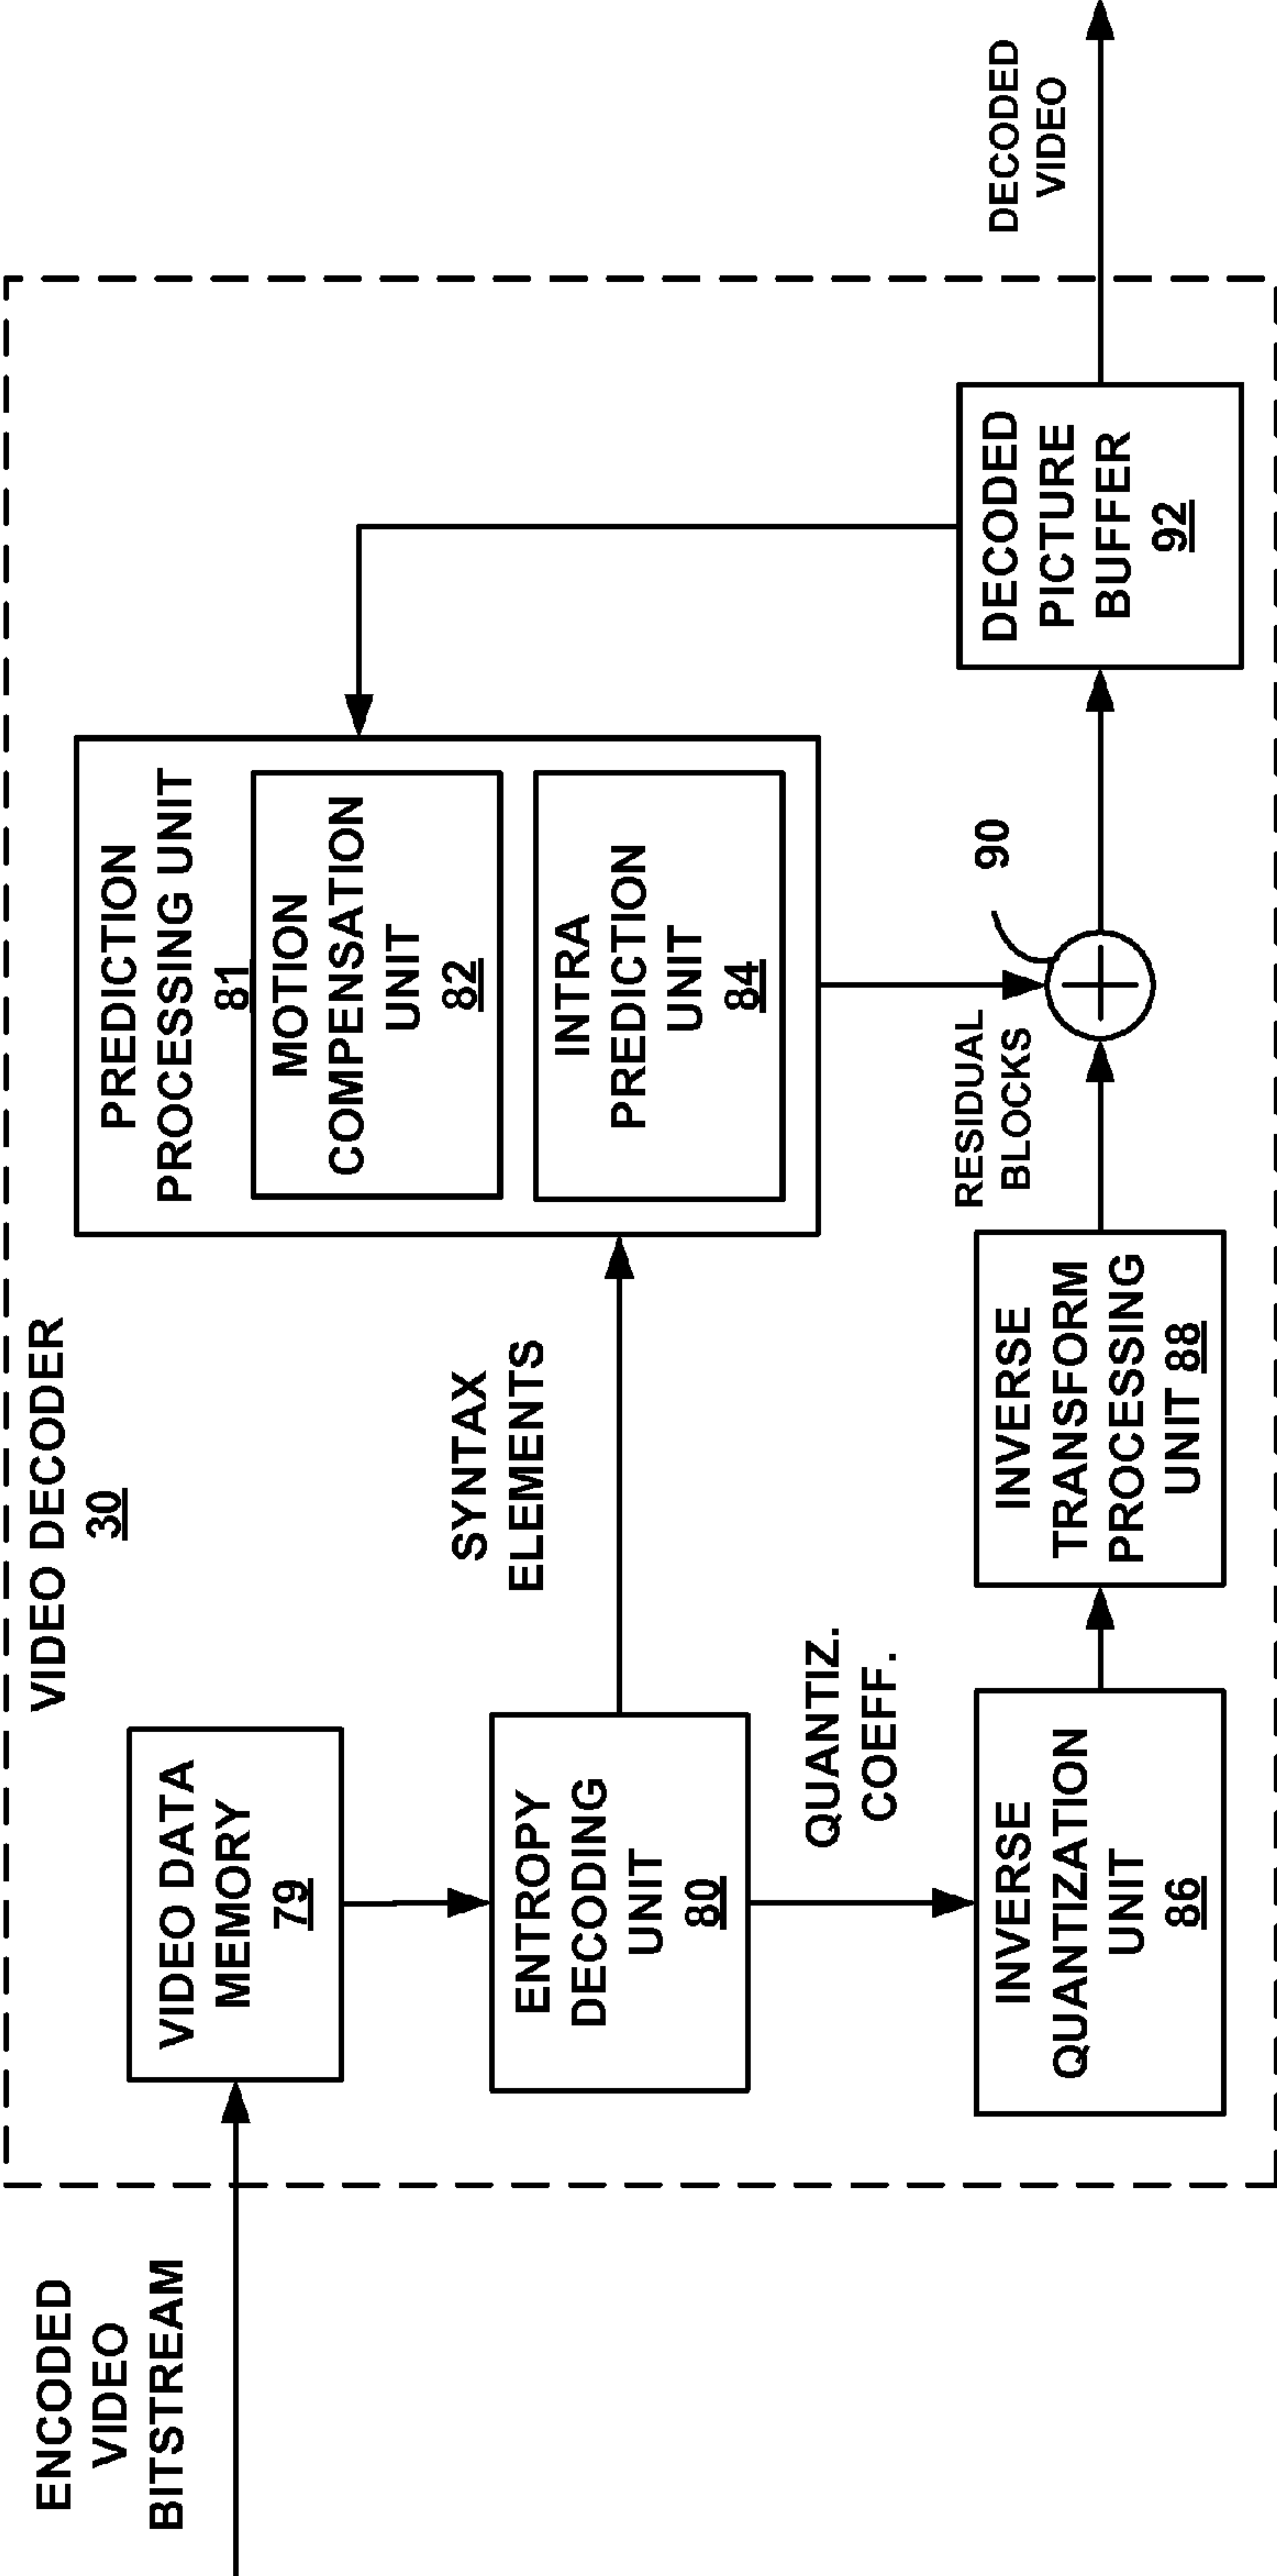 VIDEO DECODER
30
ENCODED
VIDEO
BITSTREAM
VIDEO DATA
MEMORY
79
ENTROPY
DECODING
UNIT
80
SYNTAX
ELEMENTS
QUANTIZ.
COEFF.
INVERSE
QUANTIZATION
UNIT
86
INVERSE
TRANSFORM
PROCESSING
UNIT 88
PREDICTION
PROCESSING UNIT
81
MOTION
COMPENSATION
UNIT
82
INTRA
PREDICTION
UNIT
84
RESIDUAL
BLOCKS
90
DECODED
PICTURE
BUFFER
92
DECODED
VIDEO